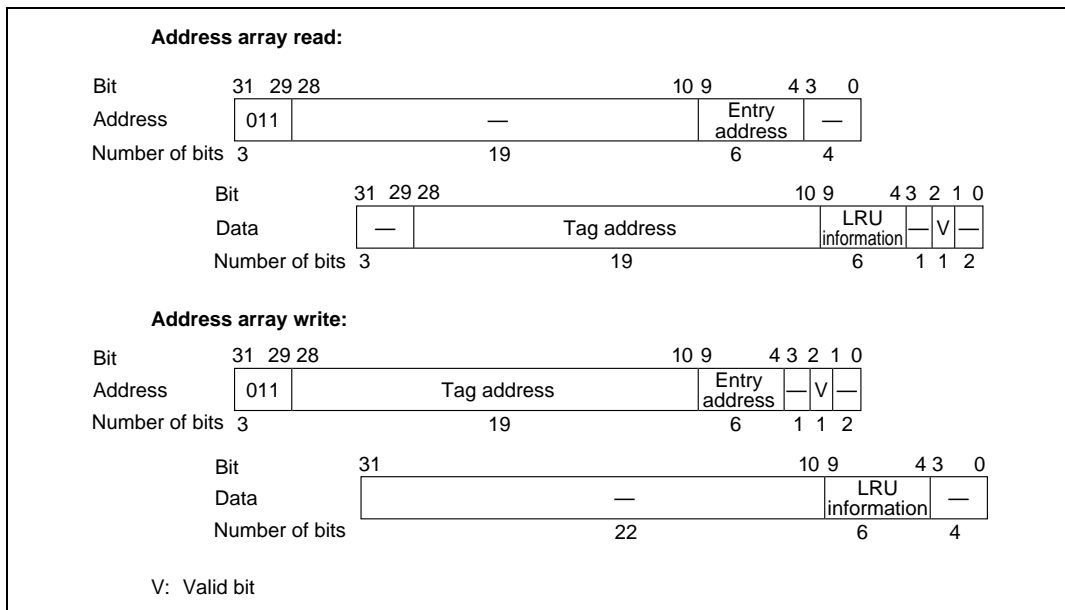 Address array read:
Bit 31 29 28 10 9 4 3 0
Address 011 — Entry address —
Number of bits 3 19 6 4
Bit 31 29 28 10 9 4 3 2 1 0
Data — Tag address LRU information — V —
Number of bits 3 19 6 1 1 2
Address array write:
Bit 31 29 28 10 9 4 3 2 1 0
Address 011 Tag address Entry address — V —
Number of bits 3 19 6 1 1 2
Bit 31 10 9 4 3 0
Data — LRU information —
Number of bits 22 6 4
V: Valid bit